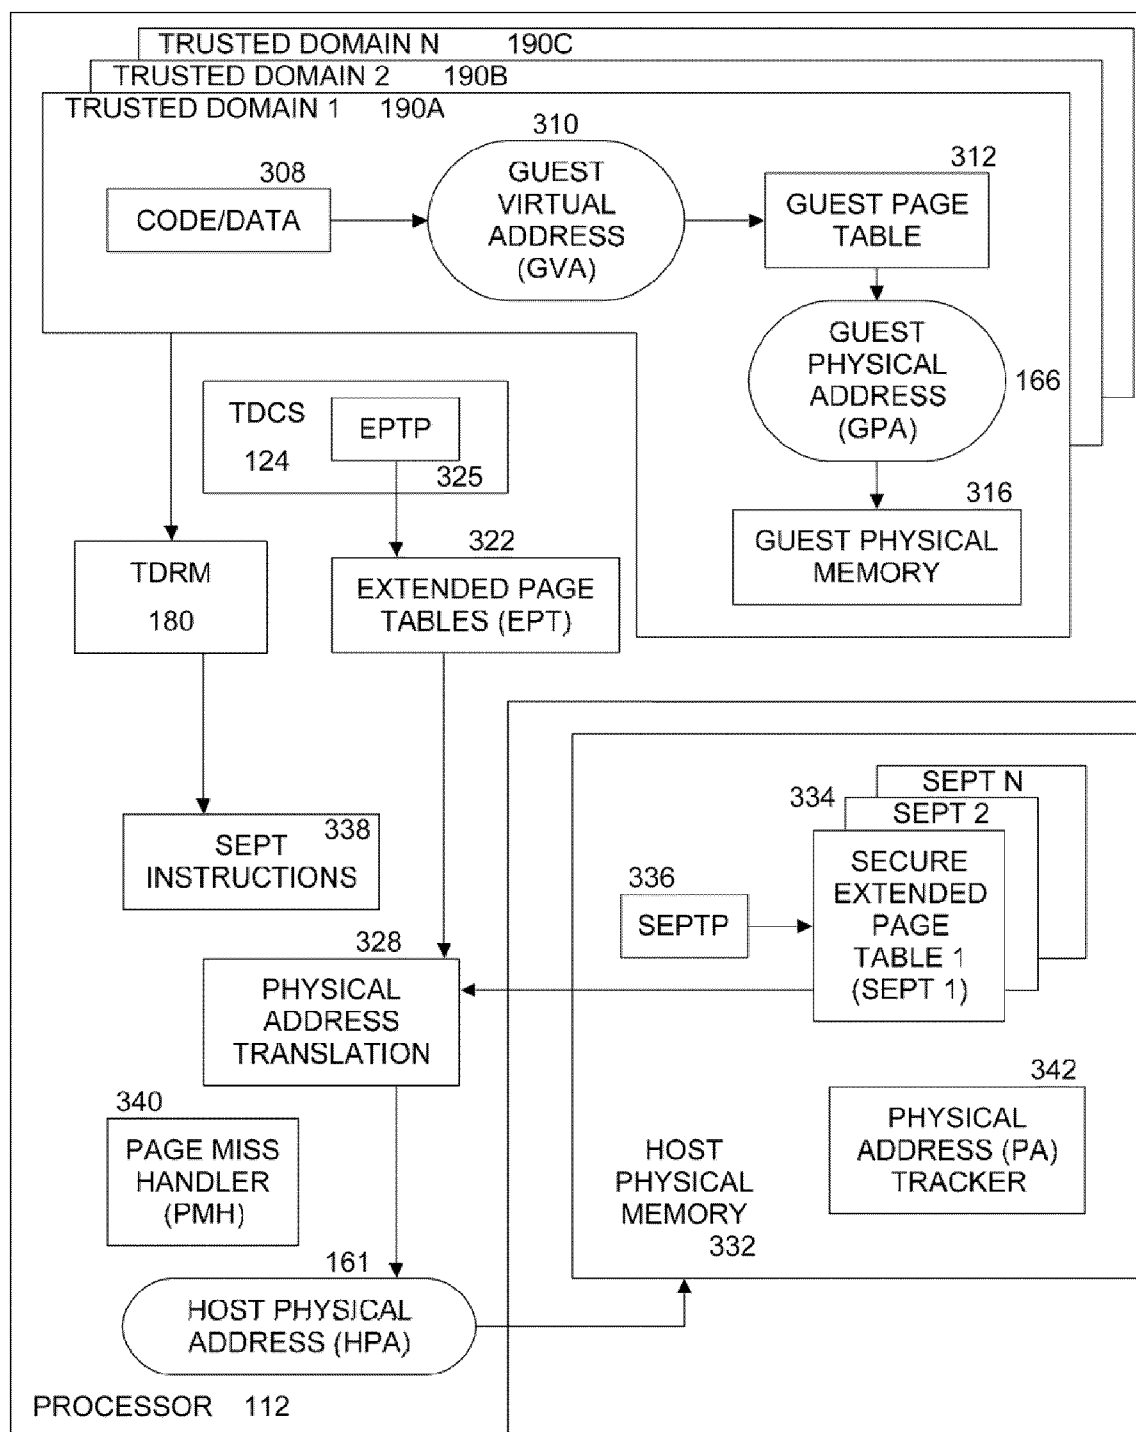 TRUSTED DOMAIN N 190C
TRUSTED DOMAIN 2 190B
TRUSTED DOMAIN 1 190A
308
CODE/DATA
310
GUEST
VIRTUAL
ADDRESS
(GVA)
312
GUEST PAGE
TABLE
GUEST
PHYSICAL
ADDRESS
(GPA)
166
316
GUEST PHYSICAL
MEMORY
TDCS
124
EPTP
325
TDRM
180
322
EXTENDED PAGE
TABLES (EPT)
338
SEPT
INSTRUCTIONS
334
SEPT N
SEPT 2
SECURE
EXTENDED
PAGE
TABLE 1
(SEPT 1)
336
SEPTP
328
PHYSICAL
ADDRESS
TRANSLATION
340
PAGE MISS
HANDLER
(PMH)
342
PHYSICAL
ADDRESS (PA)
TRACKER
HOST
PHYSICAL
MEMORY
332
161
HOST PHYSICAL
ADDRESS (HPA)
PROCESSOR 112